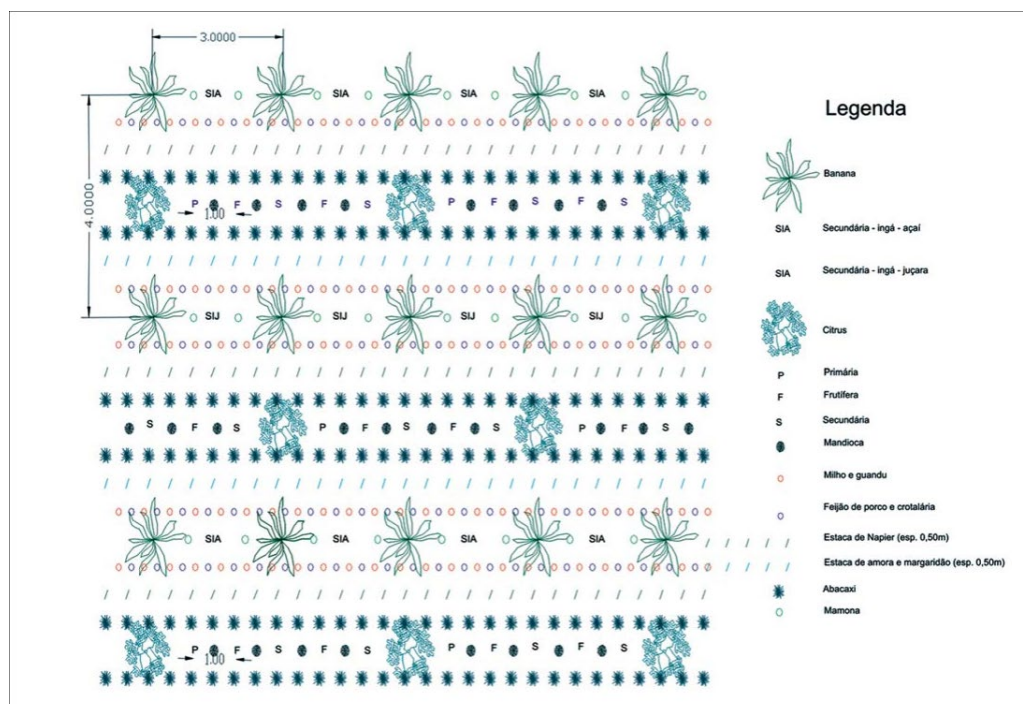 3.0000
SIA SIA SIA SIA
4.0000
P F S F S P F S F S
1.00
SIJ SIJ SIJ SIJ
S F S P F S F S P F S
SIA SIA SIA SIA
P F S F S P F S F S
1.00
Legenda
Banana
SIA Secundária - ingá - açaí
SIA Secundária - ingá - juçara
Citrus
P Primária
F Frutífera
S Secundária
Mandioca
Milho e guandu
Feijão de porco e crotalária
Estaca de Napier (esp. 0,50m)
Estaca de amora e margaridão (esp. 0,50m)
Abacaxi
Mamona